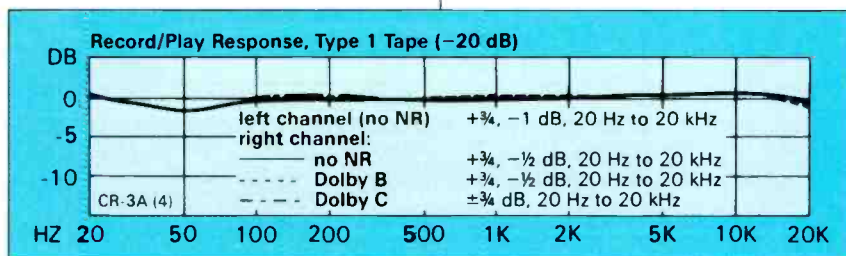 Record/Play Response, Type 1 Tape (−20 dB)
DB
0
-5
-10
left channel (no NR) +¾, −1 dB, 20 Hz to 20 kHz
right channel:
no NR +¾, −½ dB, 20 Hz to 20 kHz
Dolby B +¾, −½ dB, 20 Hz to 20 kHz
Dolby C ±¾ dB, 20 Hz to 20 kHz
CR-3A (4)
HZ 20 50 100 200 500 1K 2K 5K 10K 20K